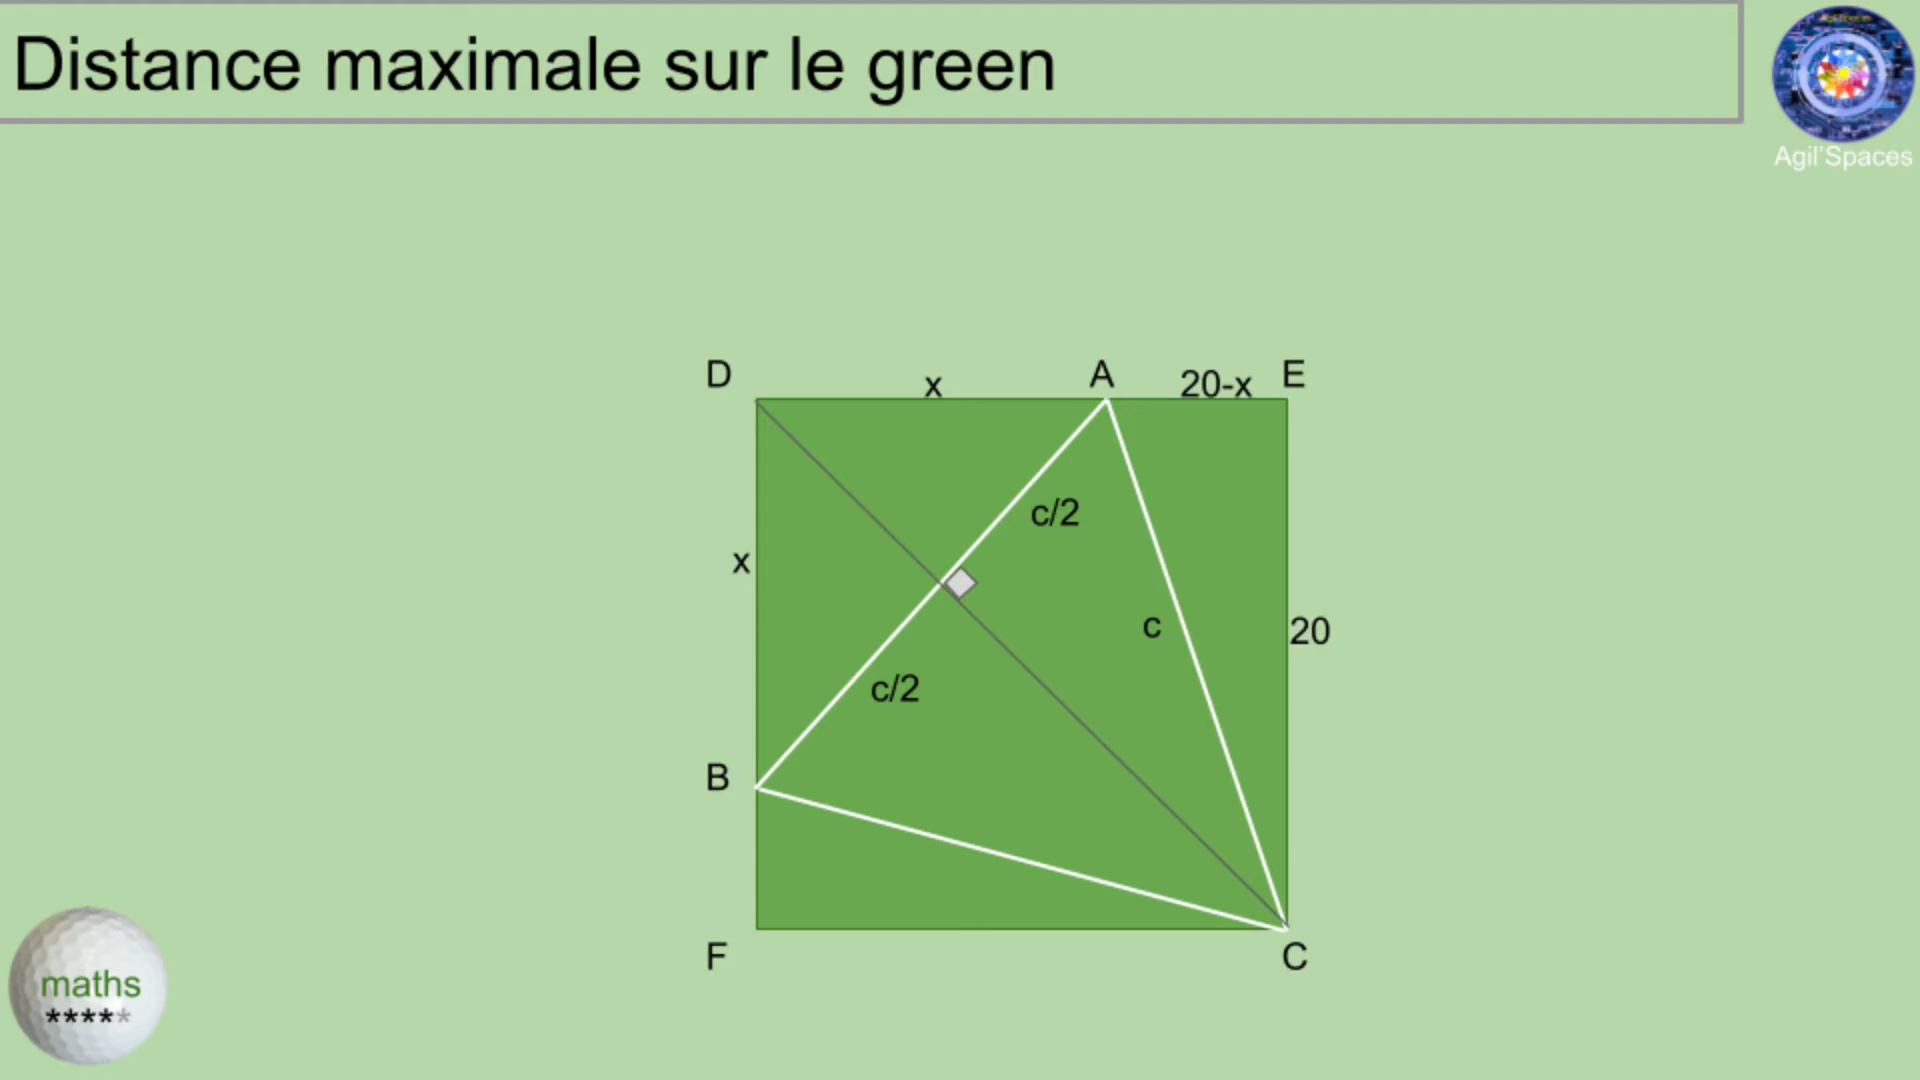 Distance maximale sur le green
Agil'Spaces
D
x
A
20-x
E
c/2
x
c
20
c/2
B
F
C
maths
*****